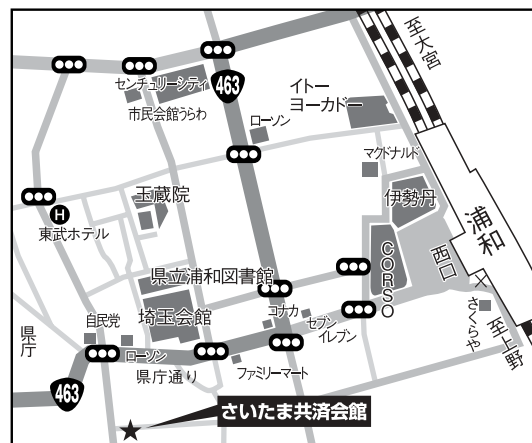 至大宮
463
センチュリーシティ
市民会館うらわ
イトー
ヨーカドー
ローソン
マクドナルド
玉蔵院
伊勢丹
浦和
H
東武ホテル
西口
県立浦和図書館
CORSO
埼玉会館
コナカ
セブン
イレブン
さくらや
県庁
自民党
ローソン
至上野
県庁通り
ファミリーマート
463
さいたま共済会館